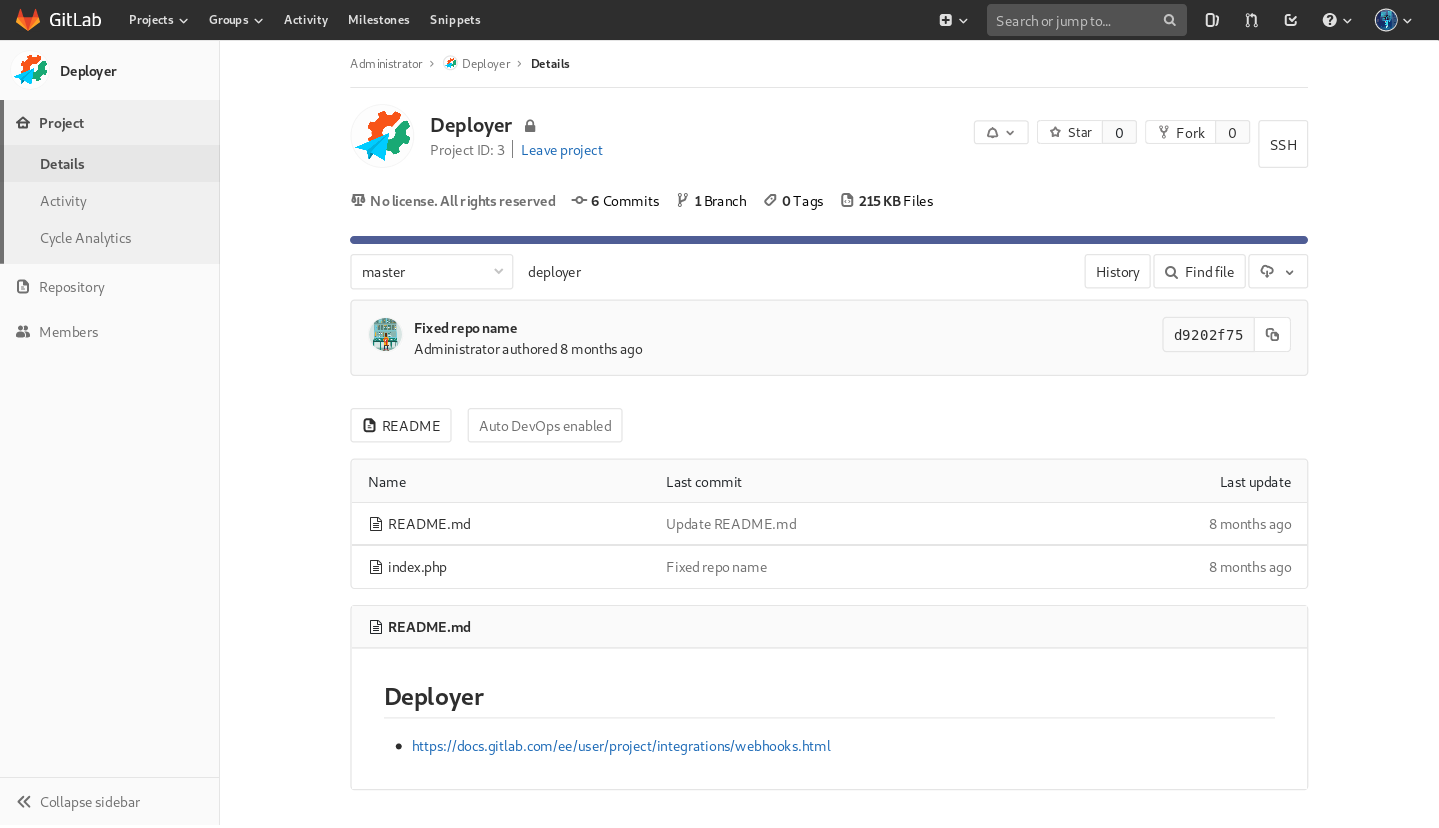 GitLab Projects Groups Activity Milestones Snippets Search or jump to...
Deployer
Project
Details
Activity
Cycle Analytics
Repository
Members
Collapse sidebar
Administrator Deployer Details
Deployer
Project ID: 3 Leave project
Star 0 Fork 0 SSH
No license. All rights reserved 6 Commits 1 Branch 0 Tags 215 KB Files
master deployer History Find file
Fixed repo name
Administrator authored 8 months ago
d9202f75
README Auto DevOps enabled
Name Last commit Last update
README.md Update README.md 8 months ago
index.php Fixed repo name 8 months ago
README.md
Deployer
https://docs.gitlab.com/ee/user/project/integrations/webhooks.html